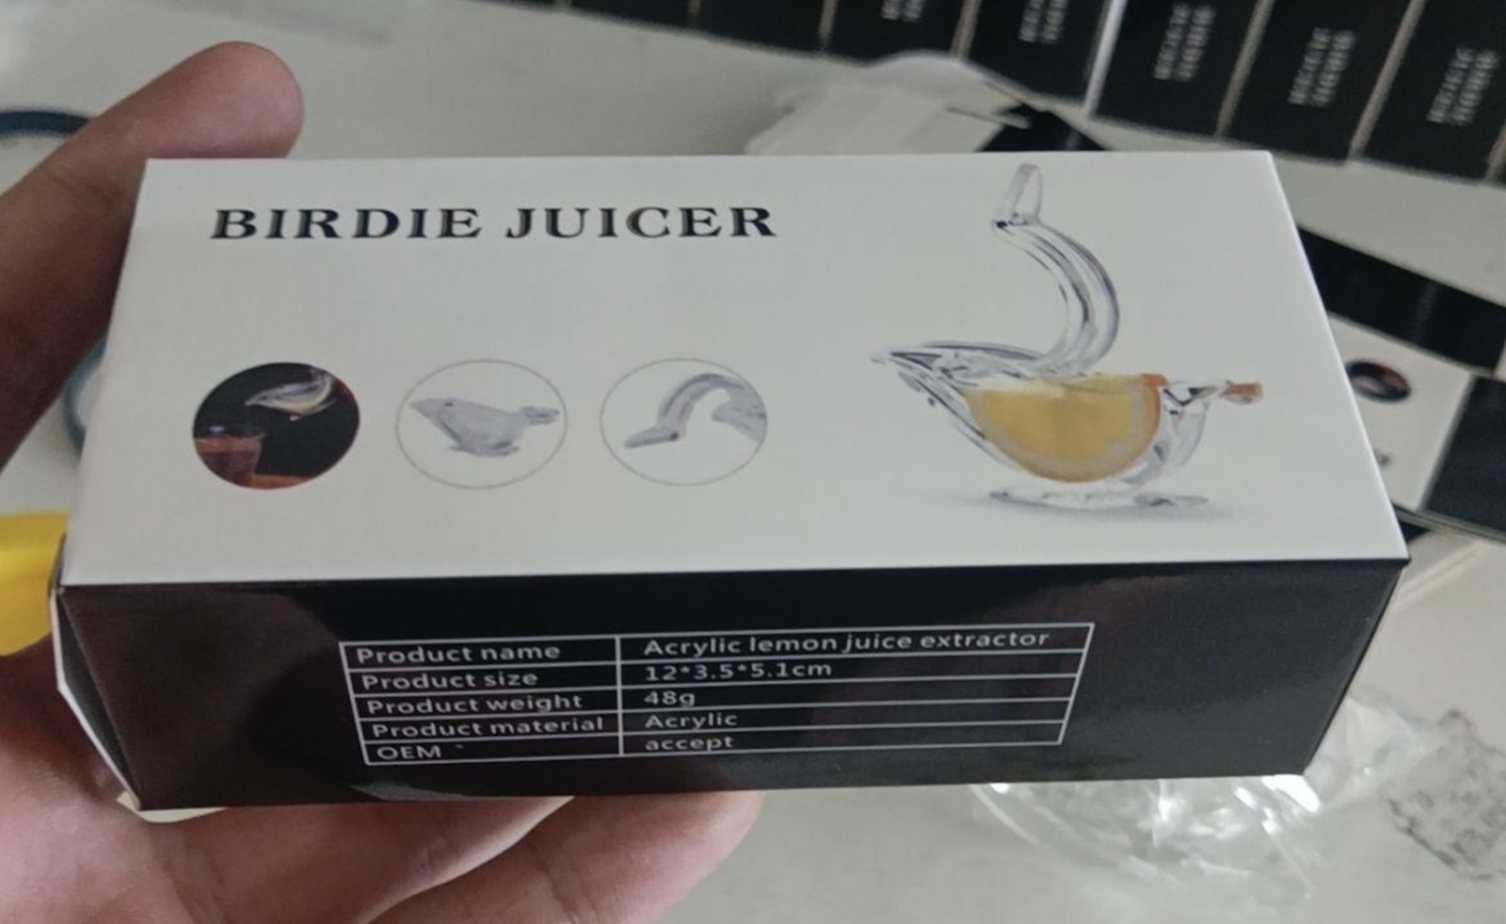 BIRDIE JUICER
Product name Acrylic lemon juice extractor
Product size 12*3.5*5.1cm
Product weight 48g
Product material Acrylic
OEM accept